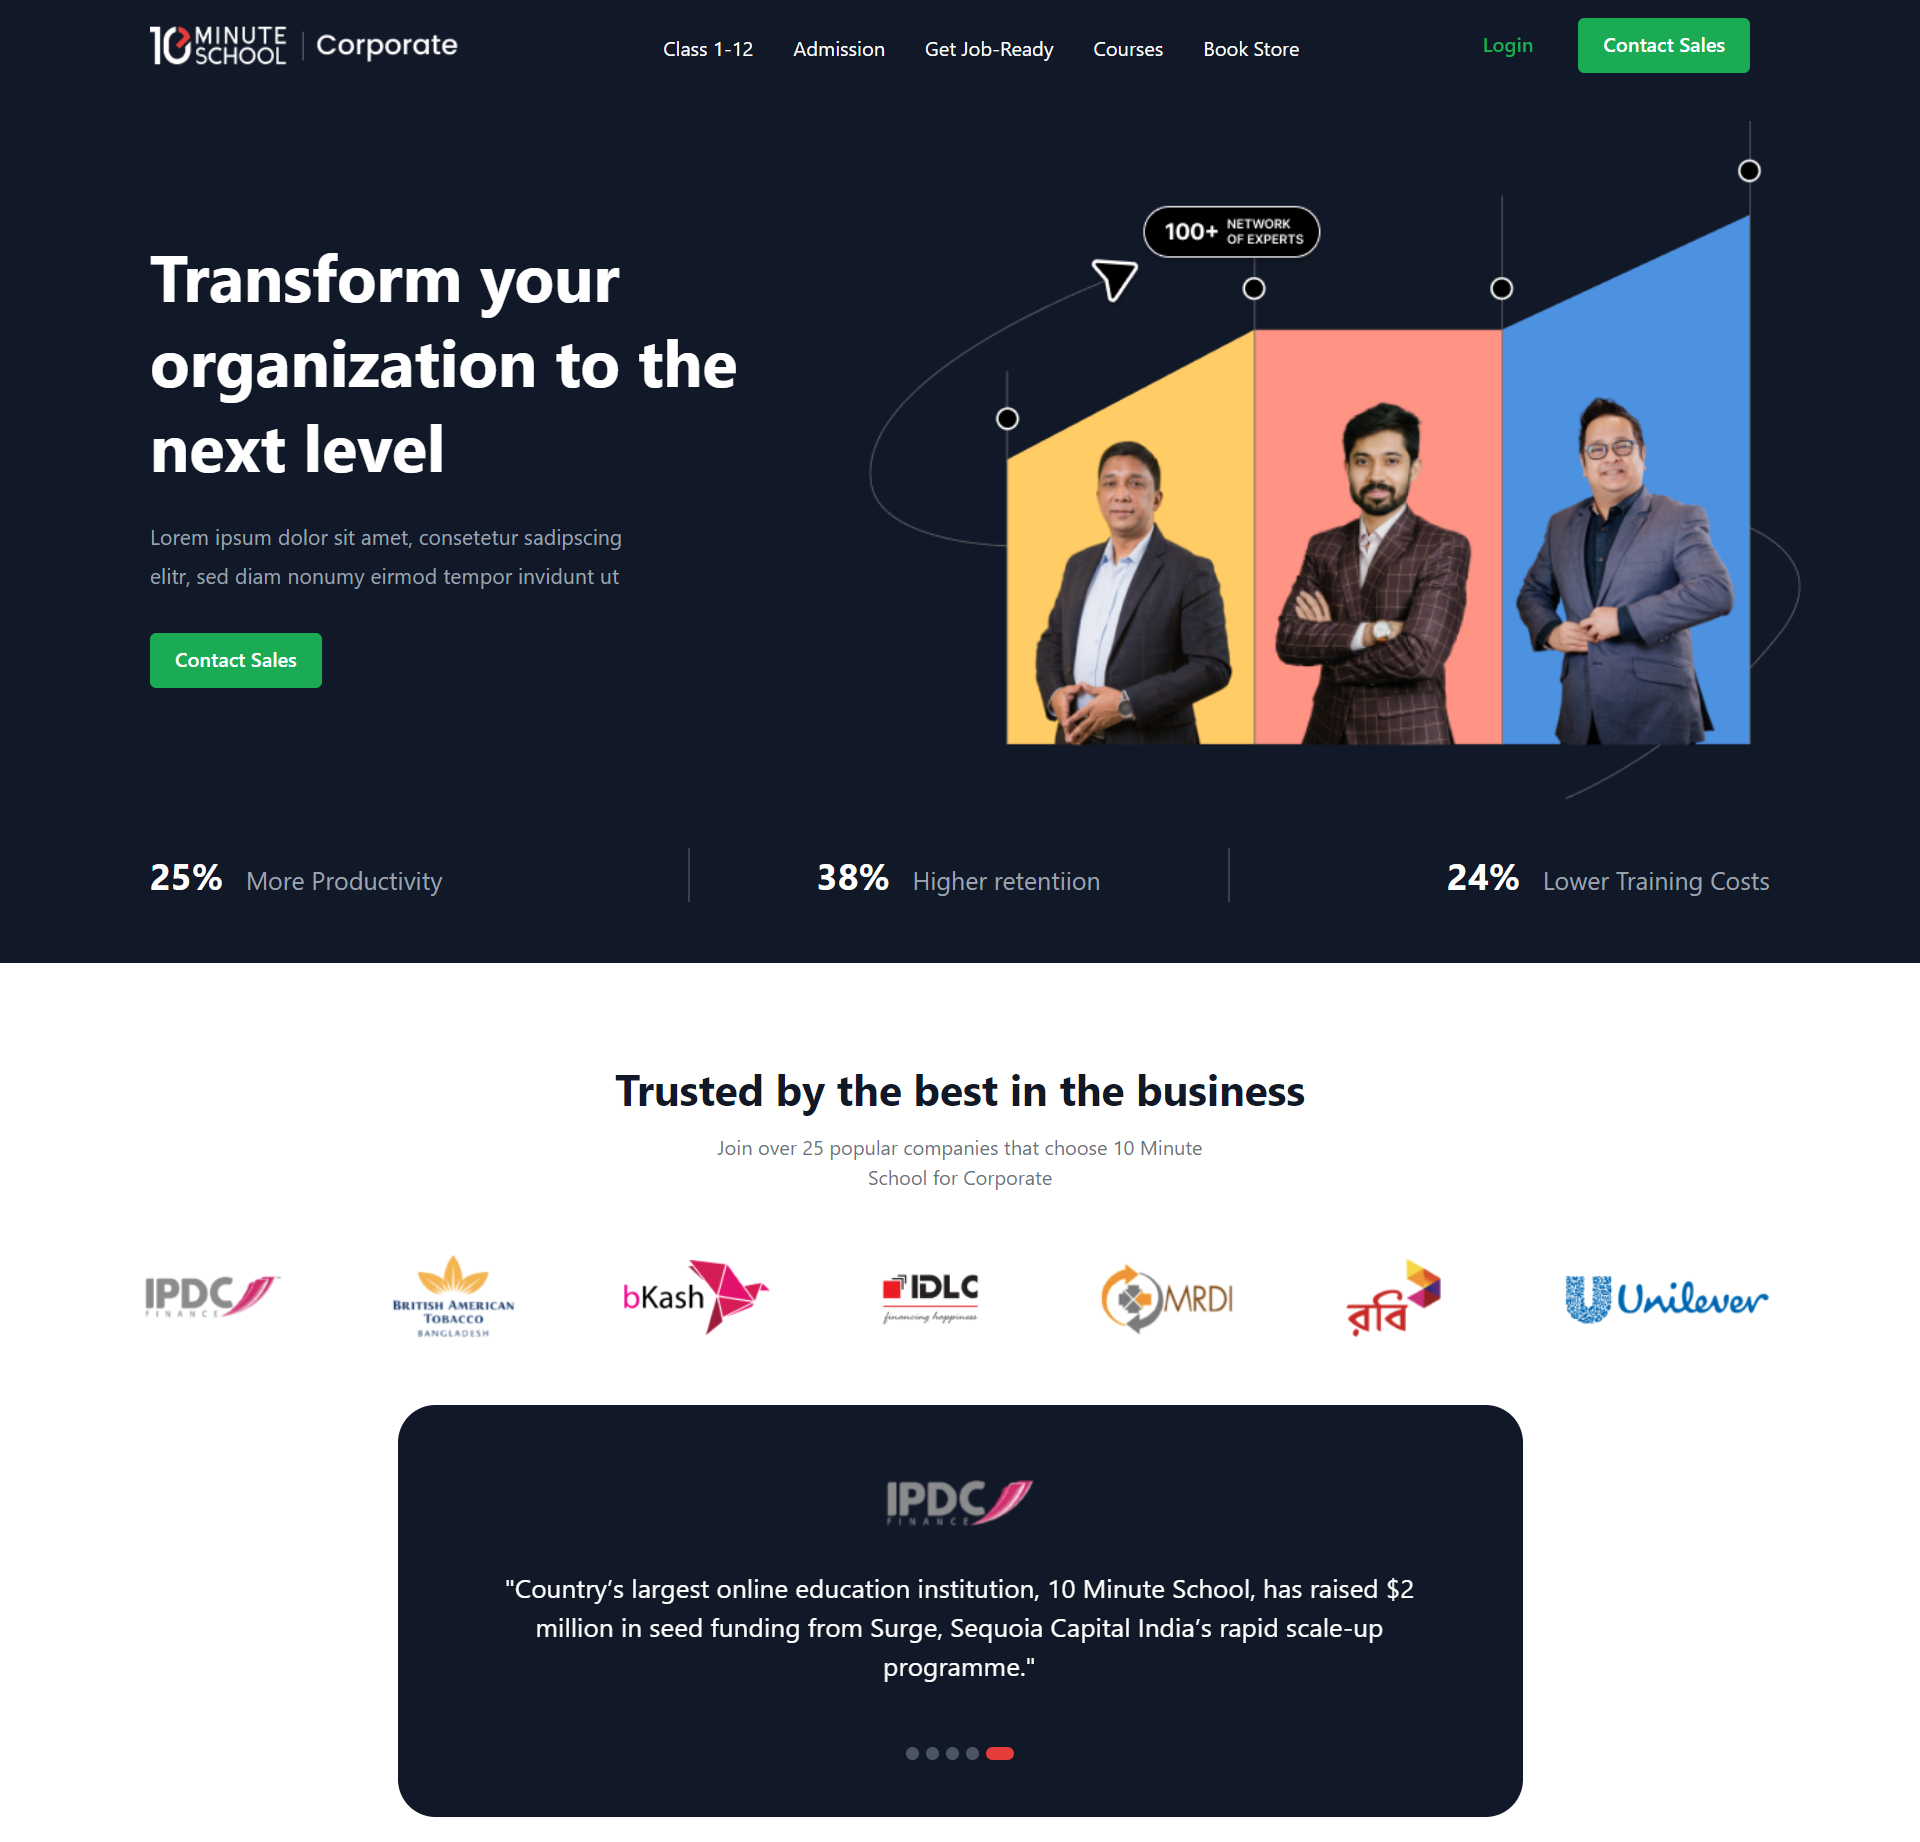 10 MINUTE SCHOOL | Corporate
Class 1-12
Admission
Get Job-Ready
Courses
Book Store
Login
Contact Sales
100+ NETWORK OF EXPERTS
Transform your
organization to the
next level
Lorem ipsum dolor sit amet, consetetur sadipscing
elitr, sed diam nonumy eirmod tempor invidunt ut
Contact Sales
25% More Productivity
38% Higher retentiion
24% Lower Training Costs
Trusted by the best in the business
Join over 25 popular companies that choose 10 Minute
School for Corporate
IPDC
FINANCE
BRITISH AMERICAN
TOBACCO
BANGLADESH
bKash
IDLC
financing happiness
MRDI
রবি
Unilever
IPDC
FINANCE
"Country’s largest online education institution, 10 Minute School, has raised $2
million in seed funding from Surge, Sequoia Capital India’s rapid scale-up
programme."